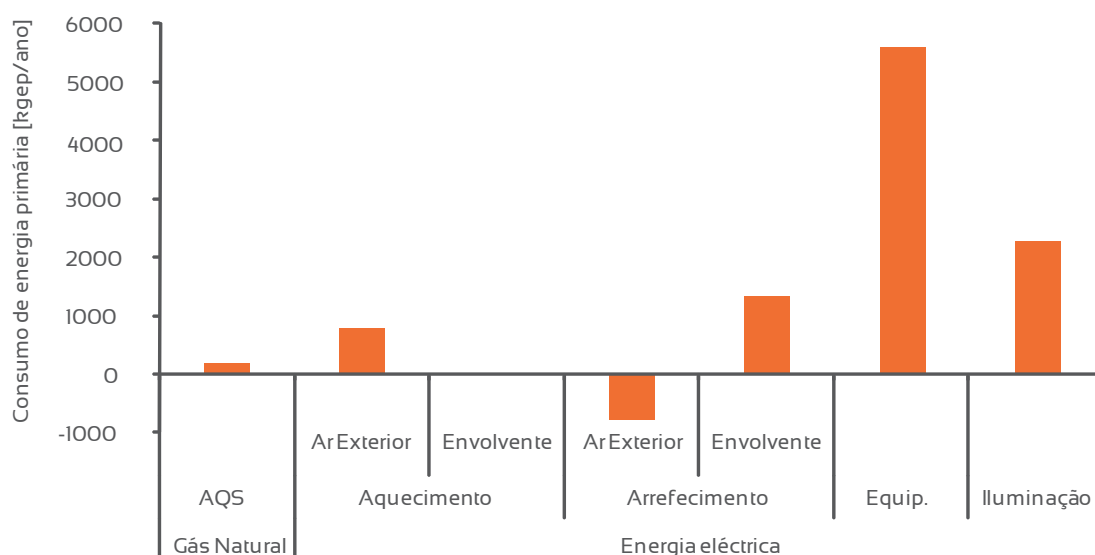 Consumo de energia primária [kgep/ano]
6000
5000
4000
3000
2000
1000
0
-1000
Ar Exterior
Envolvente
Ar Exterior
Envolvente
AQS
Aquecimento
Arrefecimento
Equip.
Iluminação
Gás Natural
Energia eléctrica